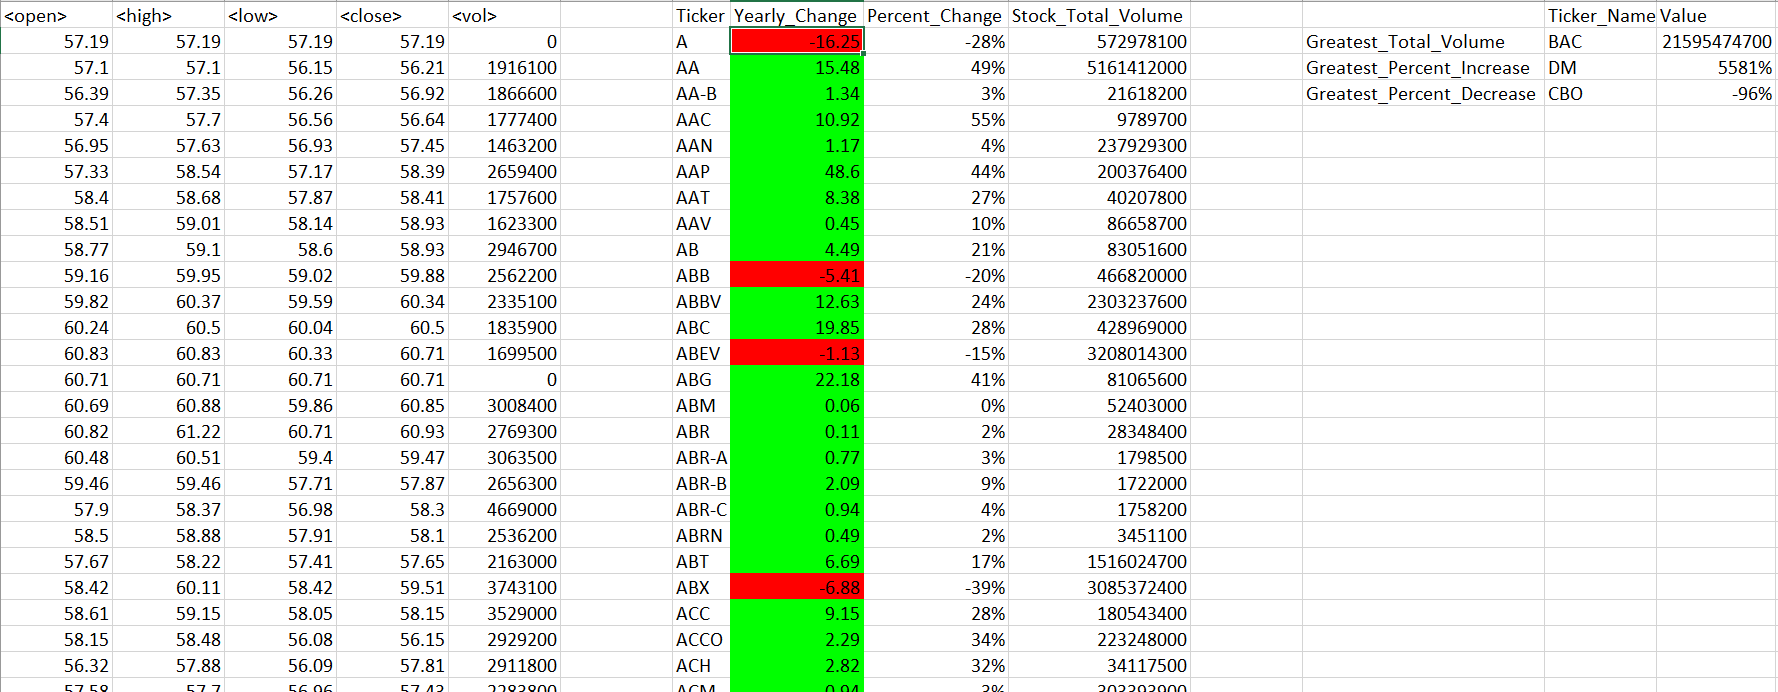 <open> <high> <low> <close> <vol> Ticker Yearly_Change Percent_Change Stock_Total_Volume Ticker_Name Value
57.19 57.19 57.19 57.19 0 A -16.25 -28% 572978100 Greatest_Total_Volume BAC 21595474700
57.1 57.1 56.15 56.21 1916100 AA 15.48 49% 5161412000 Greatest_Percent_Increase DM 5581%
56.39 57.35 56.26 56.92 1866600 AA-B 1.34 3% 21618200 Greatest_Percent_Decrease CBO -96%
57.4 57.7 56.56 56.64 1777400 AAC 10.92 55% 9789700
56.95 57.63 56.93 57.45 1463200 AAN 1.17 4% 237929300
57.33 58.54 57.17 58.39 2659400 AAP 48.6 44% 200376400
58.4 58.68 57.87 58.41 1757600 AAT 8.38 27% 40207800
58.51 59.01 58.14 58.93 1623300 AAV 0.45 10% 86658700
58.77 59.1 58.6 58.93 2946700 AB 4.49 21% 83051600
59.16 59.95 59.02 59.88 2562200 ABB -5.41 -20% 466820000
59.82 60.37 59.59 60.34 2335100 ABBV 12.63 24% 2303237600
60.24 60.5 60.04 60.5 1835900 ABC 19.85 28% 428969000
60.83 60.83 60.33 60.71 1699500 ABEV -1.13 -15% 3208014300
60.71 60.71 60.71 60.71 0 ABG 22.18 41% 81065600
60.69 60.88 59.86 60.85 3008400 ABM 0.06 0% 52403000
60.82 61.22 60.71 60.93 2769300 ABR 0.11 2% 28348400
60.48 60.51 59.4 59.47 3063500 ABR-A 0.77 3% 1798500
59.46 59.46 57.71 57.87 2656300 ABR-B 2.09 9% 1722000
57.9 58.37 56.98 58.3 4669000 ABR-C 0.94 4% 1758200
58.5 58.88 57.91 58.1 2536200 ABRN 0.49 2% 3451100
57.67 58.22 57.41 57.65 2163000 ABT 6.69 17% 1516024700
58.42 60.11 58.42 59.51 3743100 ABX -6.88 -39% 3085372400
58.61 59.15 58.05 58.15 3529000 ACC 9.15 28% 180543400
58.15 58.48 56.08 56.15 2929200 ACCO 2.29 34% 223248000
56.32 57.88 56.09 57.81 2911800 ACH 2.82 32% 34117500
57.58 57.7 56.96 57.43 2283800 ACM 0.94 3% 303393900